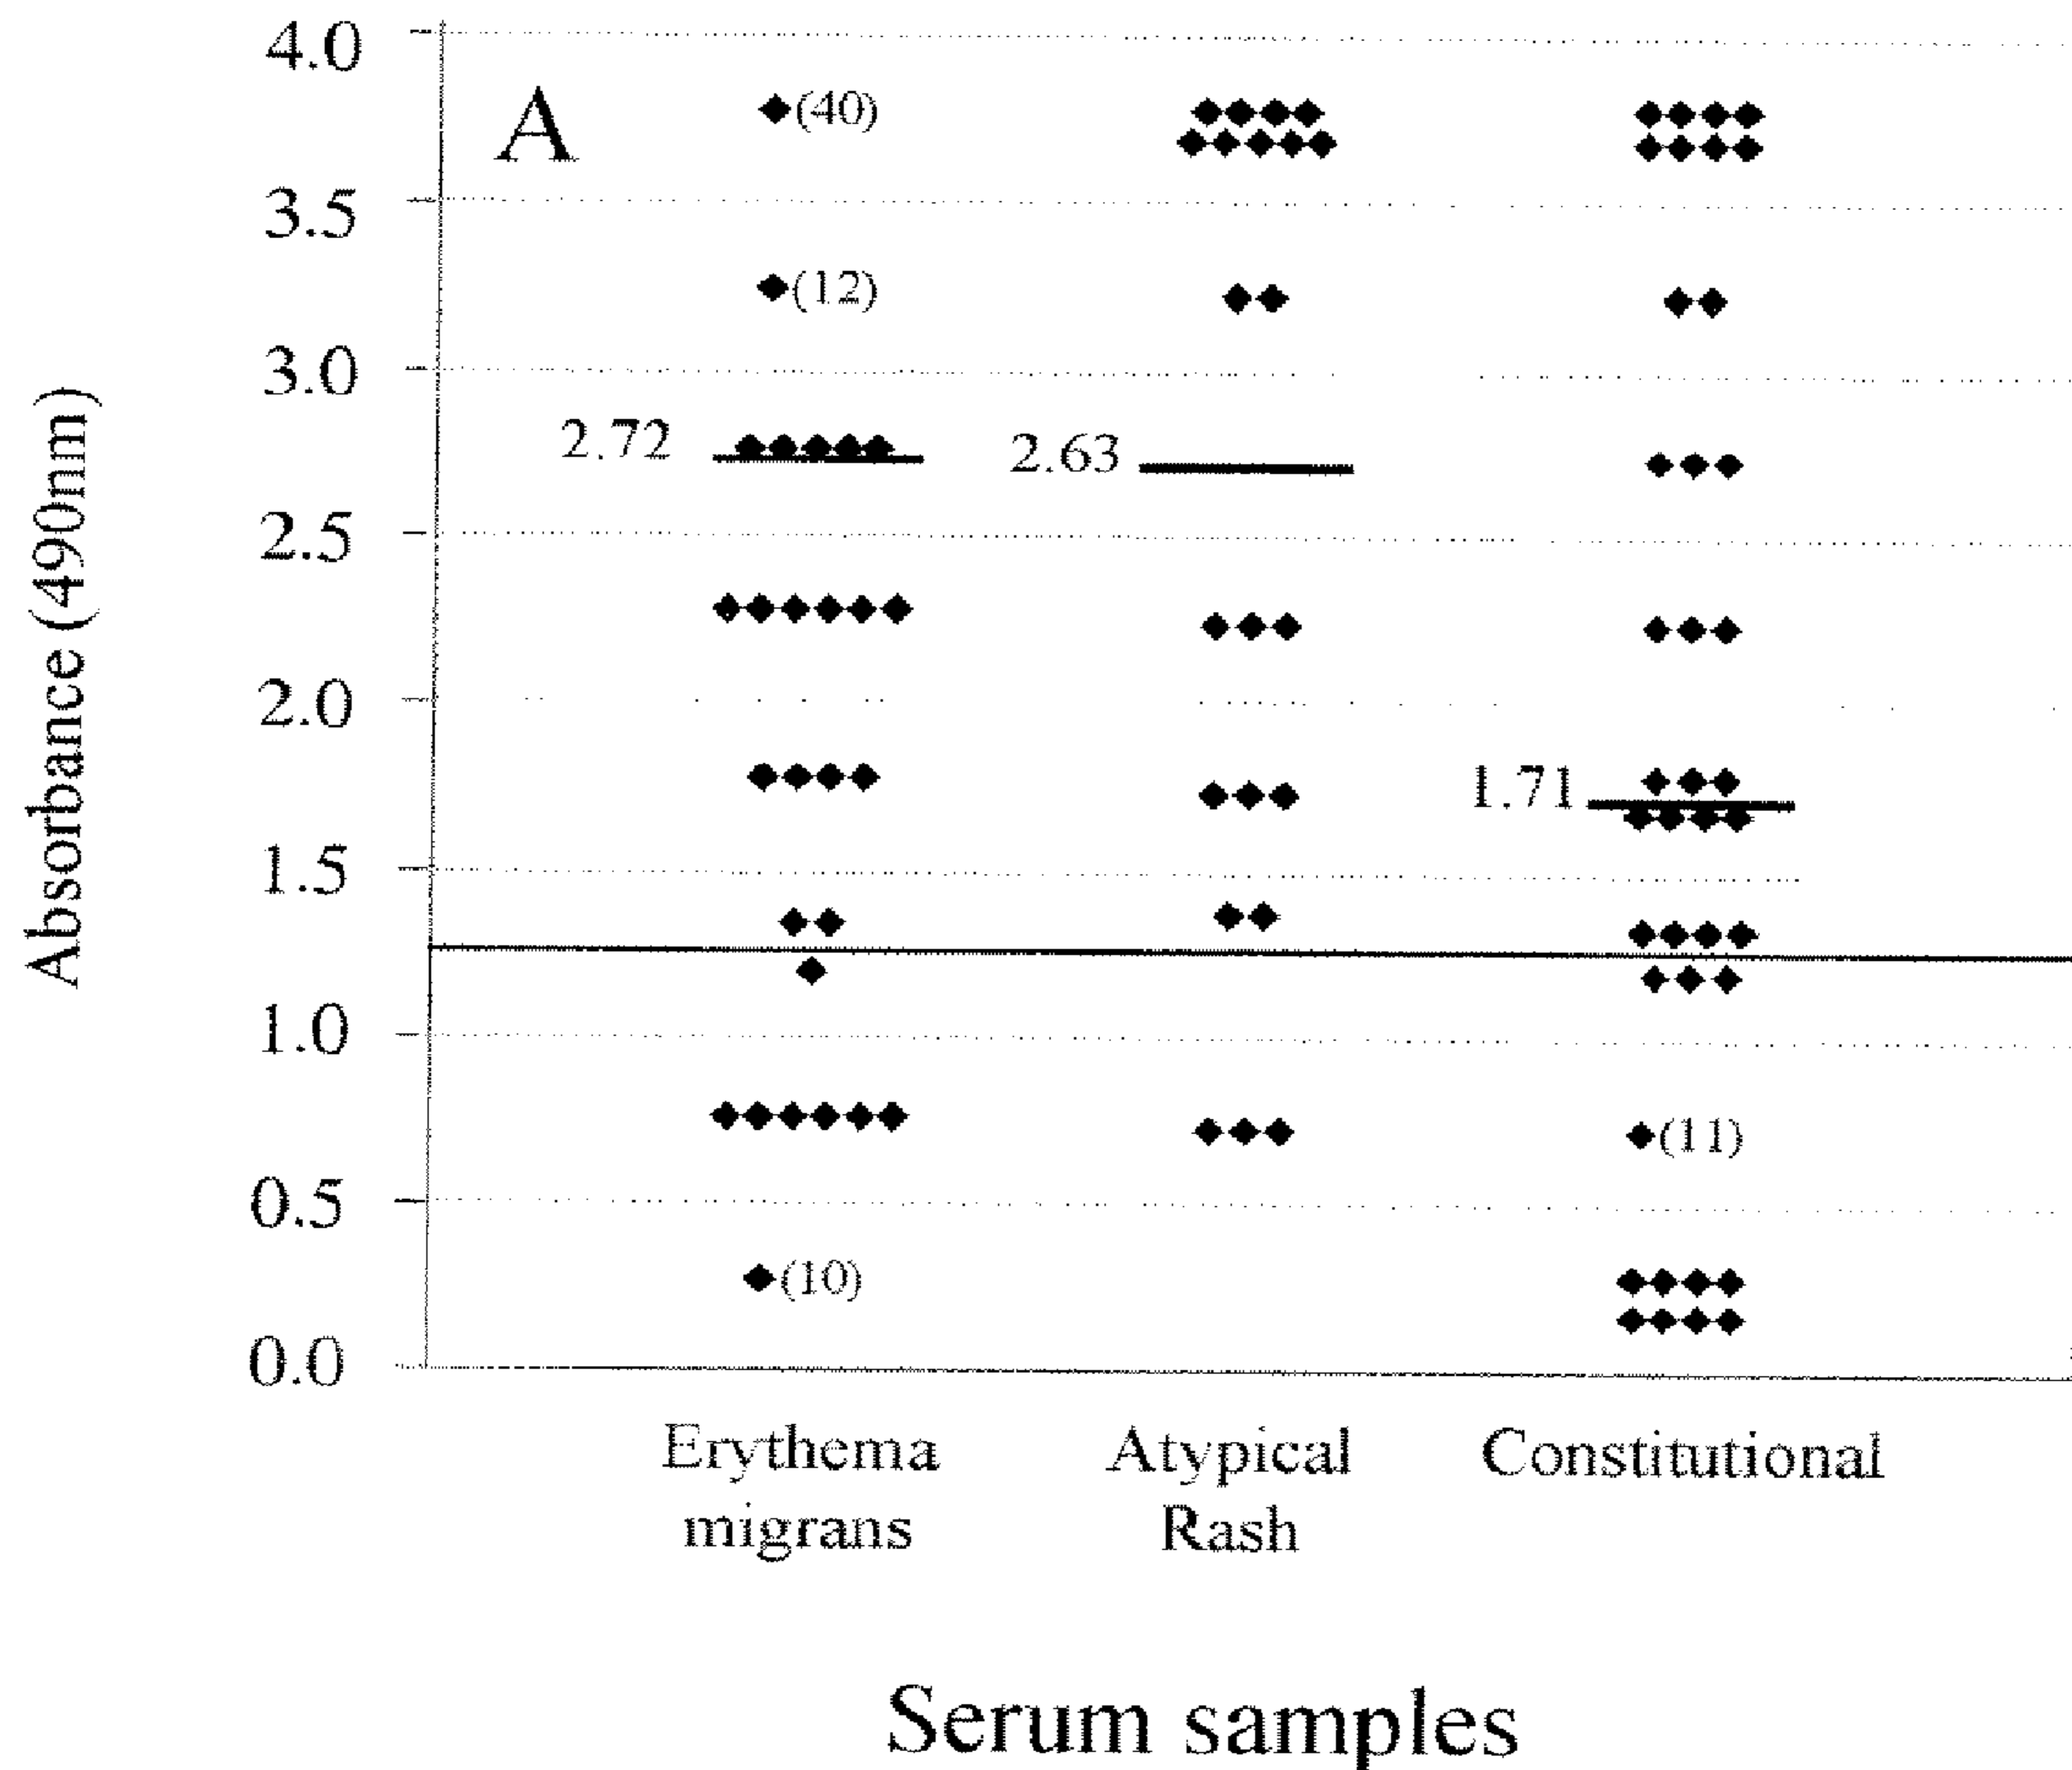 4.0
A
(40)
3.5
(12)
3.0
2.72
2.63
2.5
2.0
1.71
1.5
1.0
(11)
0.5
(10)
0.0
Absorbance (490nm)
Erythema
migrans
Atypical
Rash
Constitutional
Serum samples